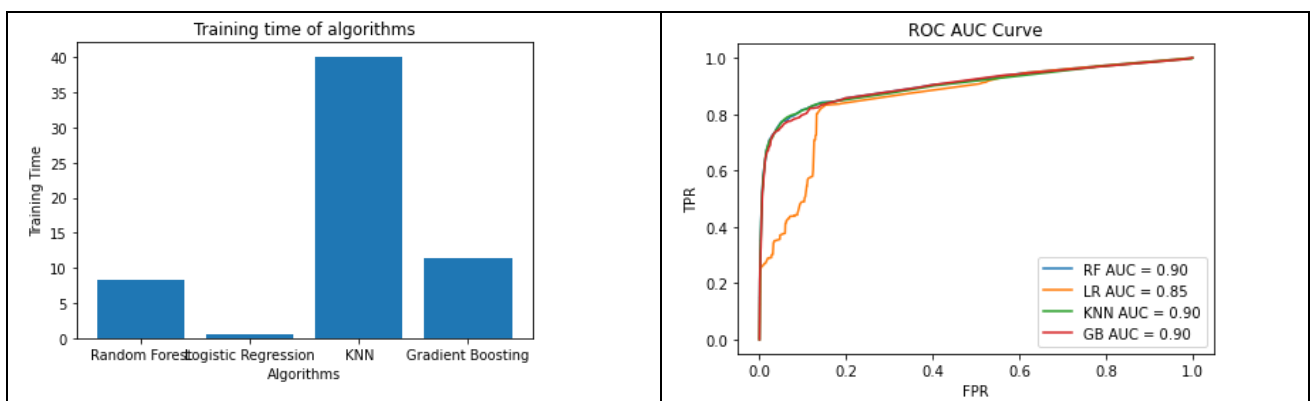 Training time of algorithms
40
35
30
25
20
15
10
5
0
Training Time
Random Forest
Logistic Regression
KNN
Gradient Boosting
Algorithms
ROC AUC Curve
1.0
0.8
0.6
0.4
0.2
0.0
TPR
RF AUC = 0.90
LR AUC = 0.85
KNN AUC = 0.90
GB AUC = 0.90
0.0 0.2 0.4 0.6 0.8 1.0
FPR